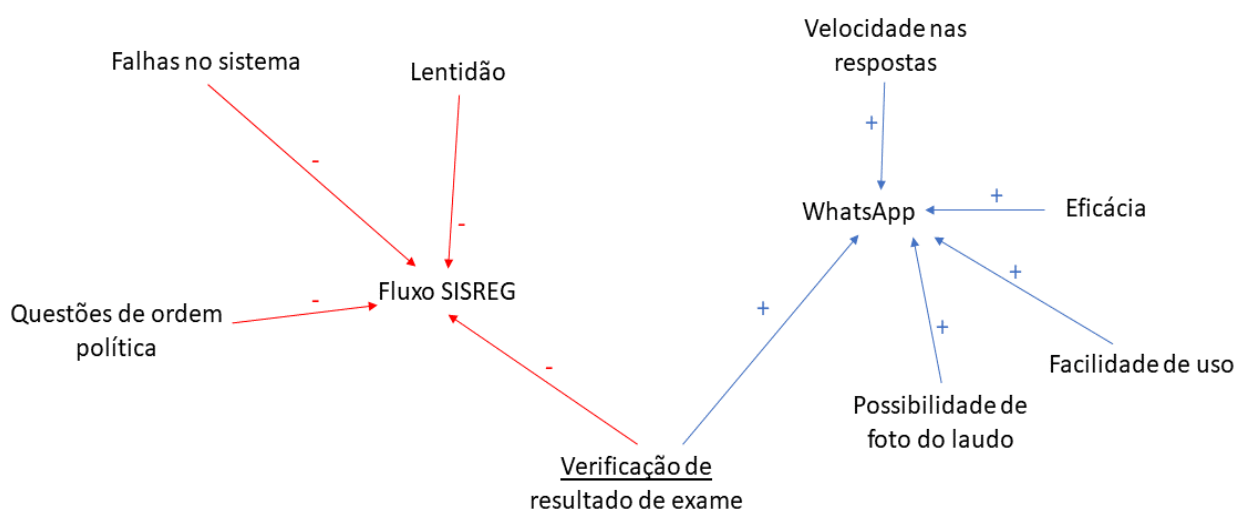 Velocidade nas
respostas
Falhas no sistema
Lentidão
+
-
WhatsApp
+
Eficácia
-
Fluxo SISREG
+
Questões de ordem
política
-
+
+
-
Facilidade de uso
Possibilidade de
foto do laudo
Verificação de
resultado de exame